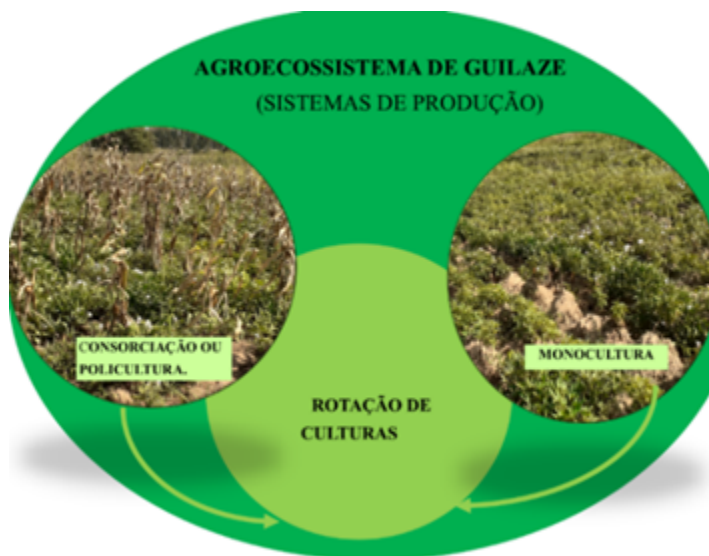 AGROECOSSISTEMA DE GUILAZE
(SISTEMAS DE PRODUÇÃO)
CONSORCIAÇÃO OU
POLICULTURA.
MONOCULTURA
ROTAÇÃO DE
CULTURAS